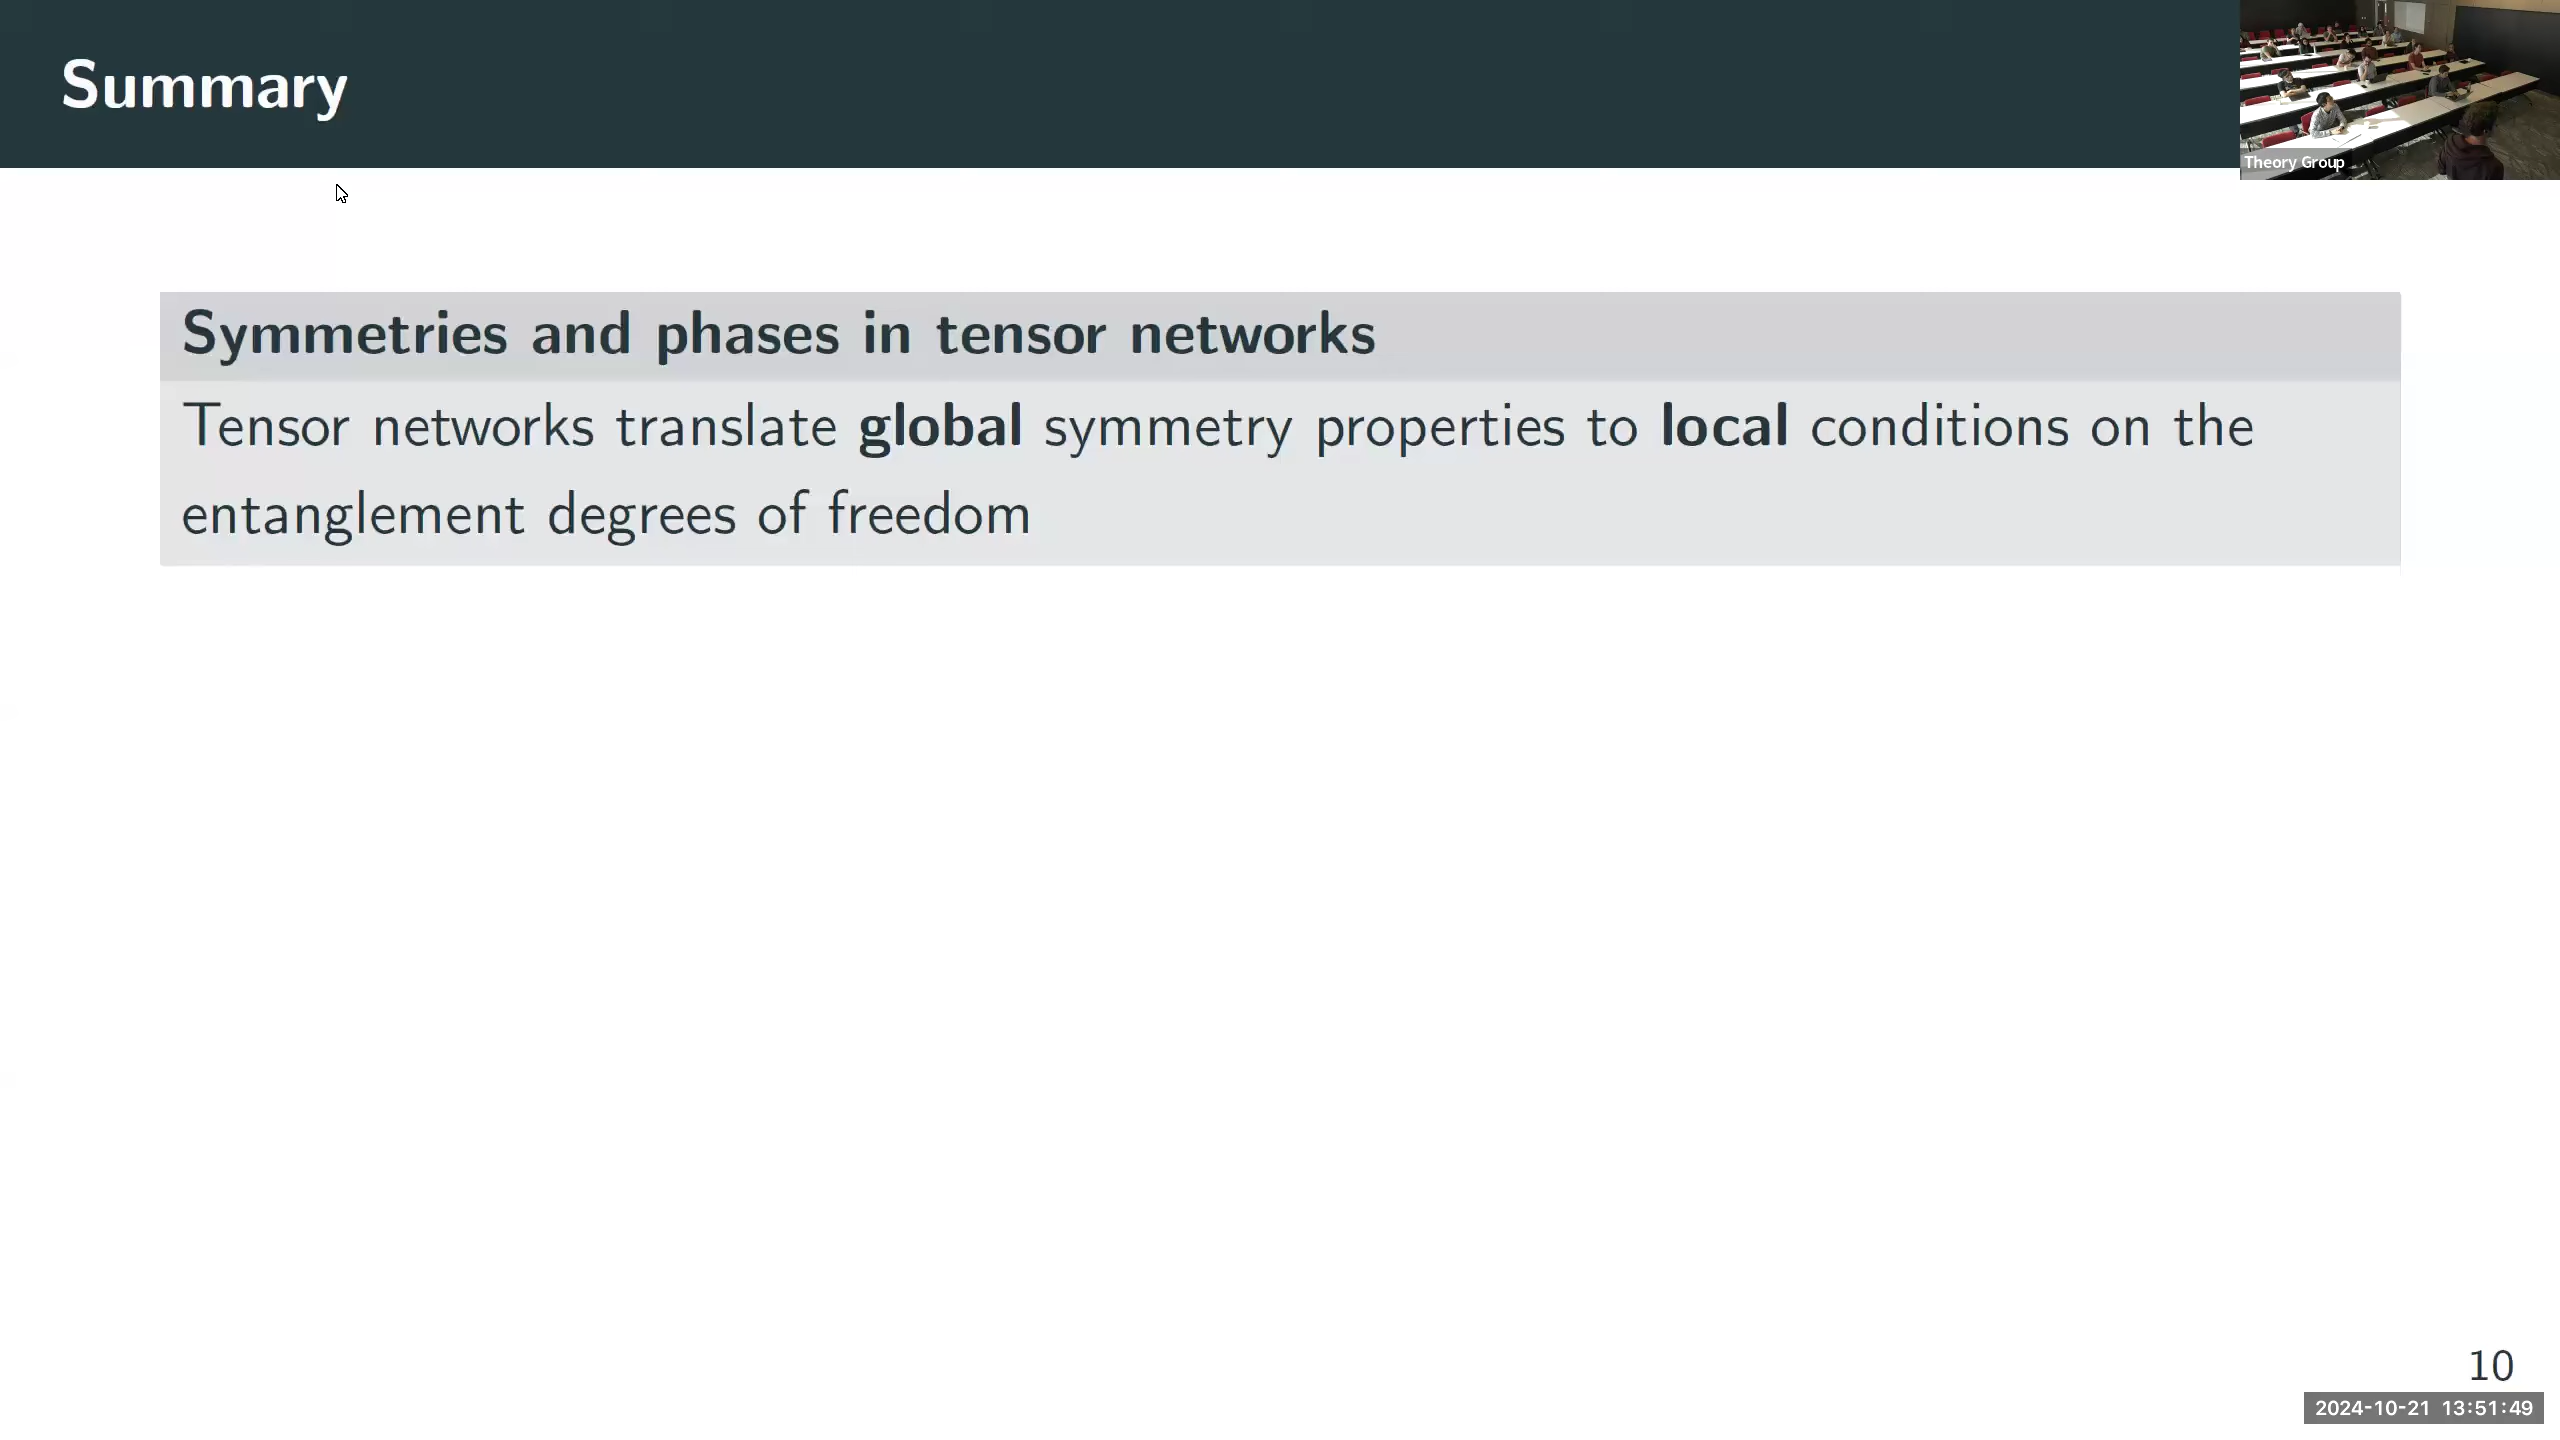 Summary
Theory Group
Symmetries and phases in tensor networks
Tensor networks translate global symmetry properties to local conditions on the
entanglement degrees of freedom
10
2024-10-21 13:51:49